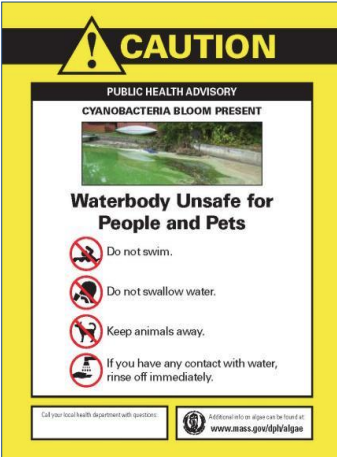 CAUTION
PUBLIC HEALTH ADVISORY
CYANOBACTERIA BLOOM PRESENT
Waterbody Unsafe for
People and Pets
Do not swim.
Do not swallow water.
Keep animals away.
If you have any contact with water,
rinse off immediately.
Call your local health department with questions:
Additional info on algae can be found at:
www.mass.gov/dph/algae